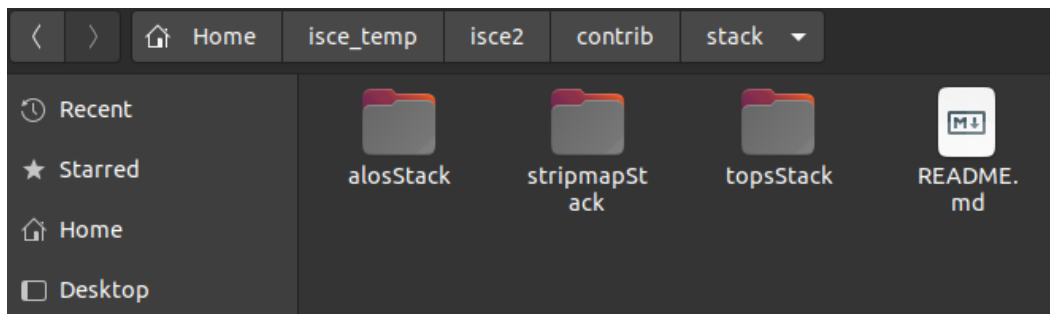 Home isce_temp isce2 contrib stack
Recent
Starred
Home
Desktop
alosStack
stripmapSt
ack
topsStack
M
README.
md